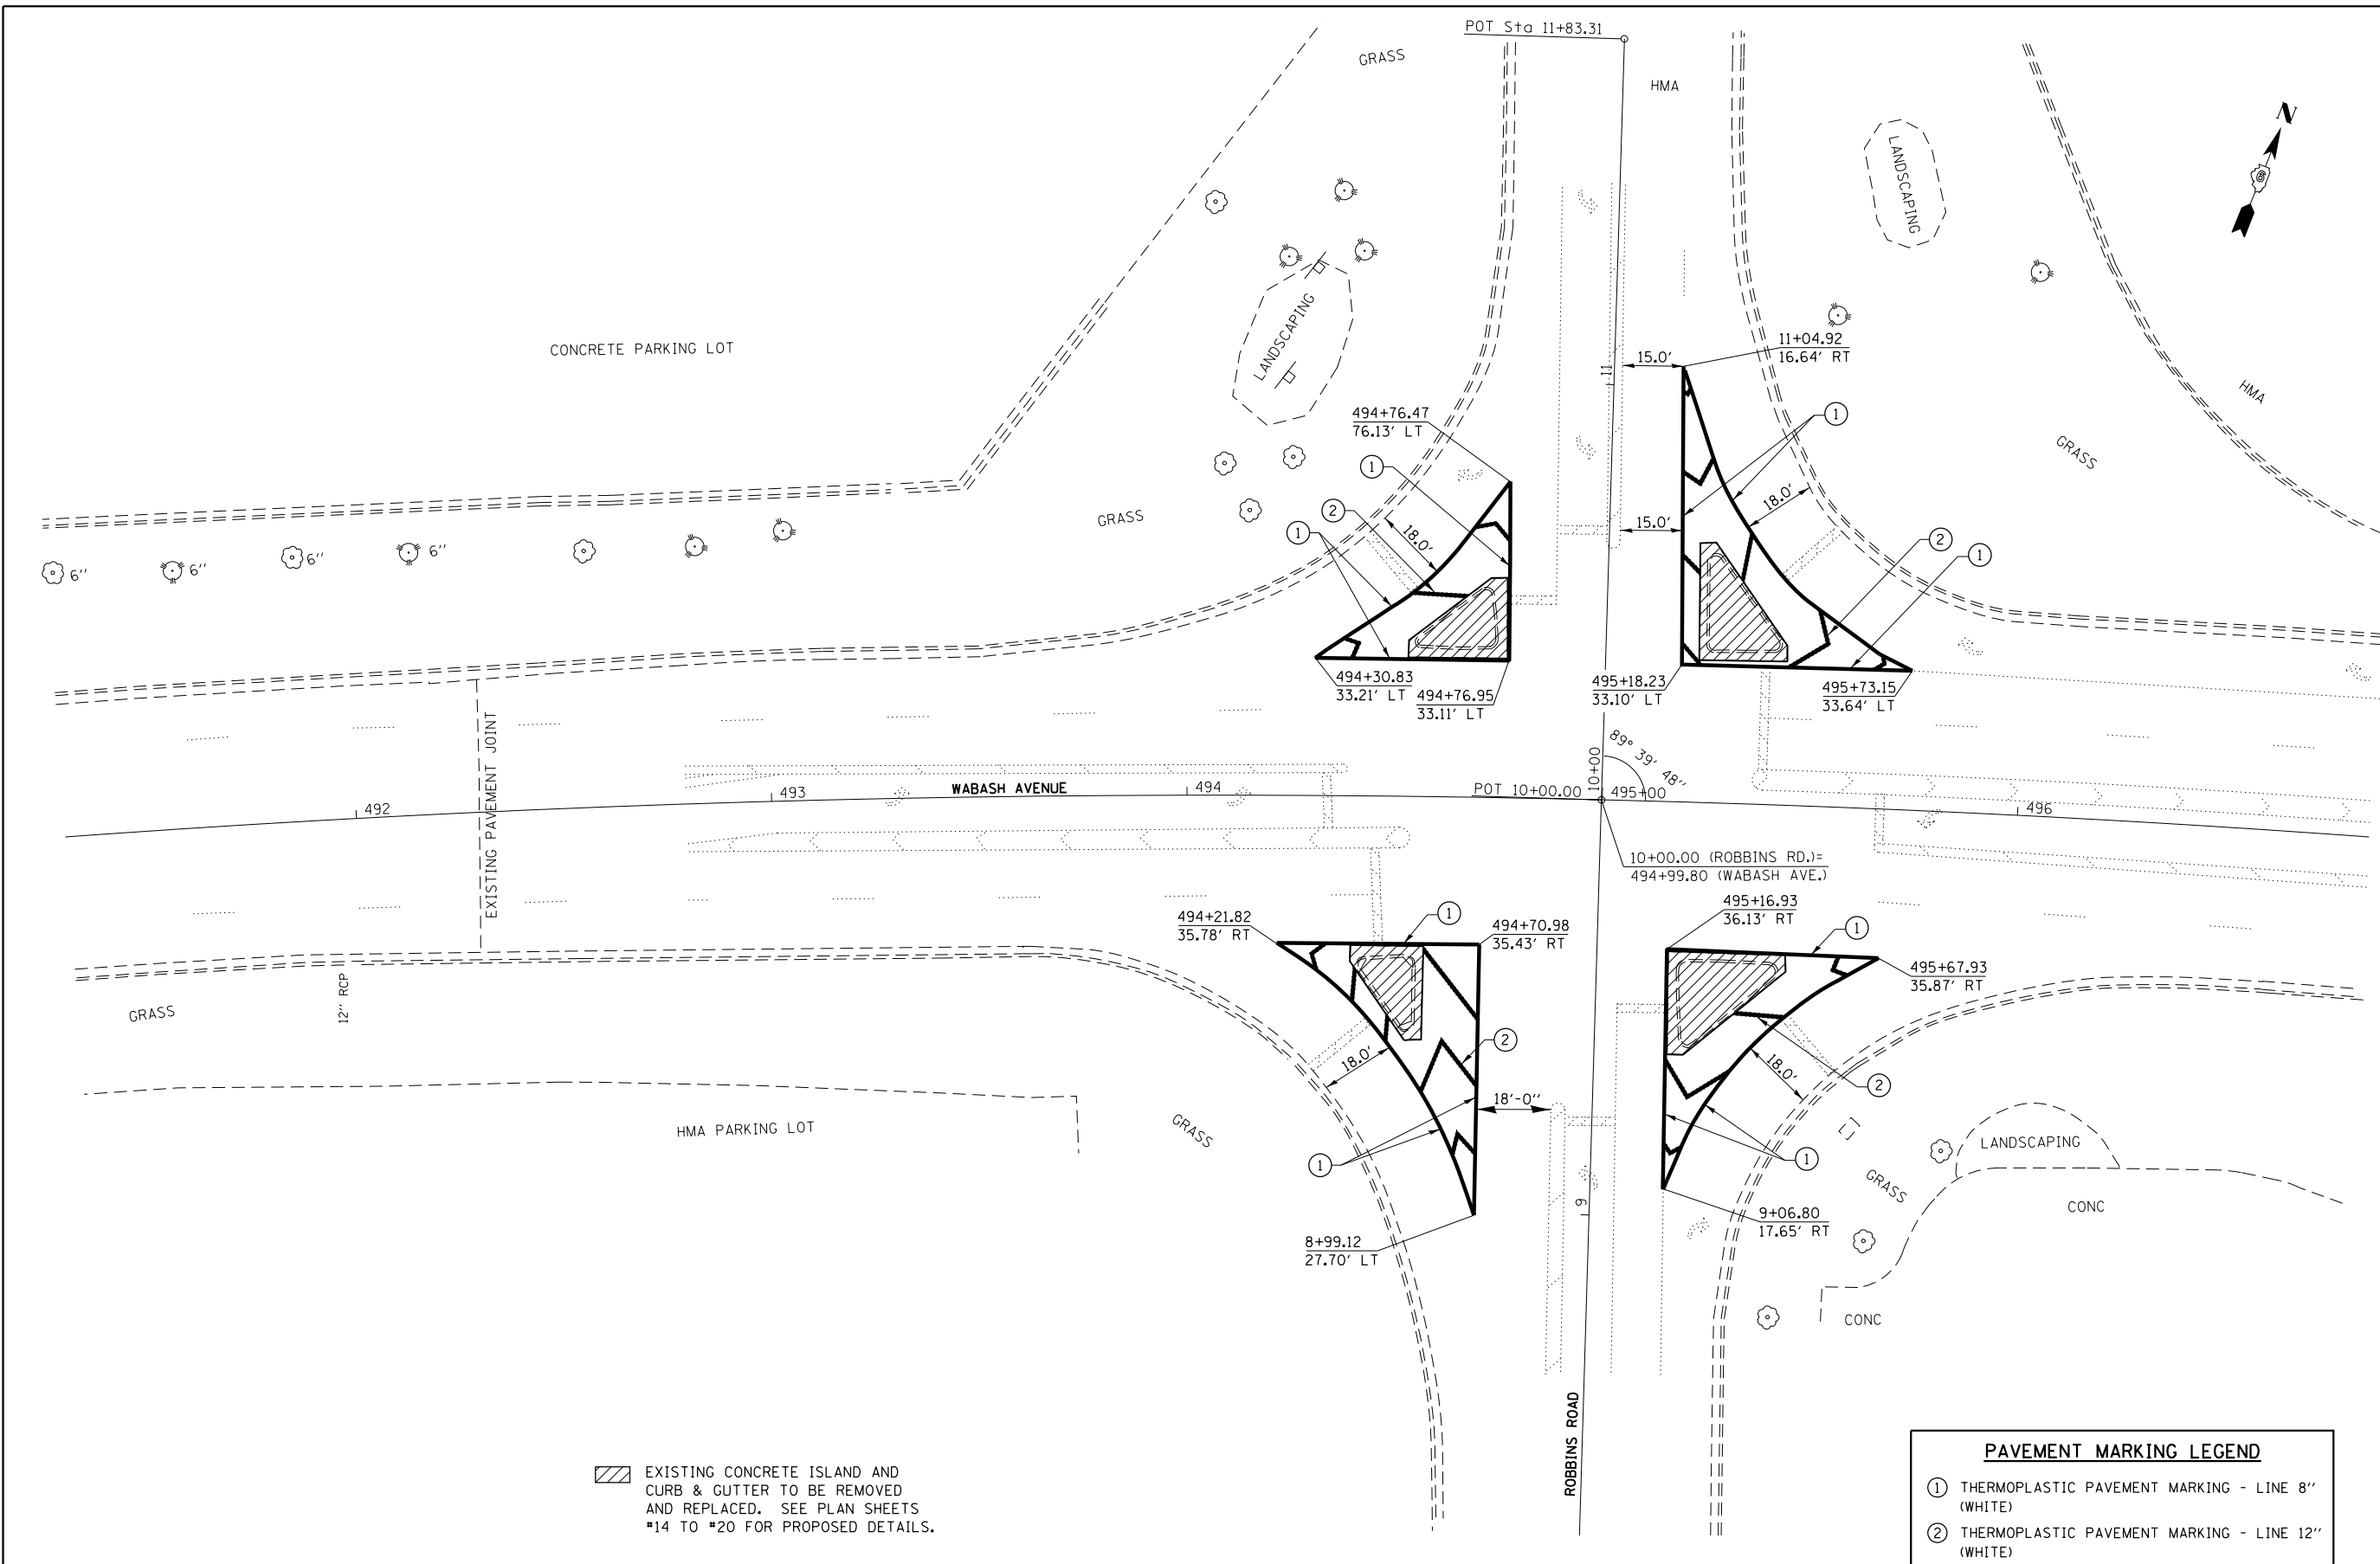 POT Sta 11+83.31
GRASS
HMA
N
LANDSCAPING
CONCRETE PARKING LOT
LANDSCAPING
11+04.92
16.64' RT
15.0'
11
HMA
494+76.47
76.13' LT
1
1
GRASS
18.0'
15.0'
GRASS
1
2
18.0'
2
1
6''
6''
6''
6''
494+30.83
33.21' LT
494+76.95
33.11' LT
495+18.23
33.10' LT
495+73.15
33.64' LT
EXISTING PAVEMENT JOINT
89° 39' 48''
10+00
492
493
WABASH AVENUE
494
POT 10+00.00
495+00
496
10+00.00 (ROBBINS RD.)=
494+99.80 (WABASH AVE.)
494+21.82
35.78' RT
1
494+70.98
35.43' RT
495+16.93
36.13' RT
1
495+67.93
35.87' RT
GRASS
12'' RCP
18.0'
2
18.0'
2
18'-0''
HMA PARKING LOT
GRASS
1
1
LANDSCAPING
GRASS
CONC
9
9+06.80
17.65' RT
8+99.12
27.70' LT
CONC
ROBBINS ROAD
EXISTING CONCRETE ISLAND AND
CURB & GUTTER TO BE REMOVED
AND REPLACED. SEE PLAN SHEETS
#14 TO #20 FOR PROPOSED DETAILS.
PAVEMENT MARKING LEGEND
1 THERMOPLASTIC PAVEMENT MARKING - LINE 8''
(WHITE)
2 THERMOPLASTIC PAVEMENT MARKING - LINE 12''
(WHITE)